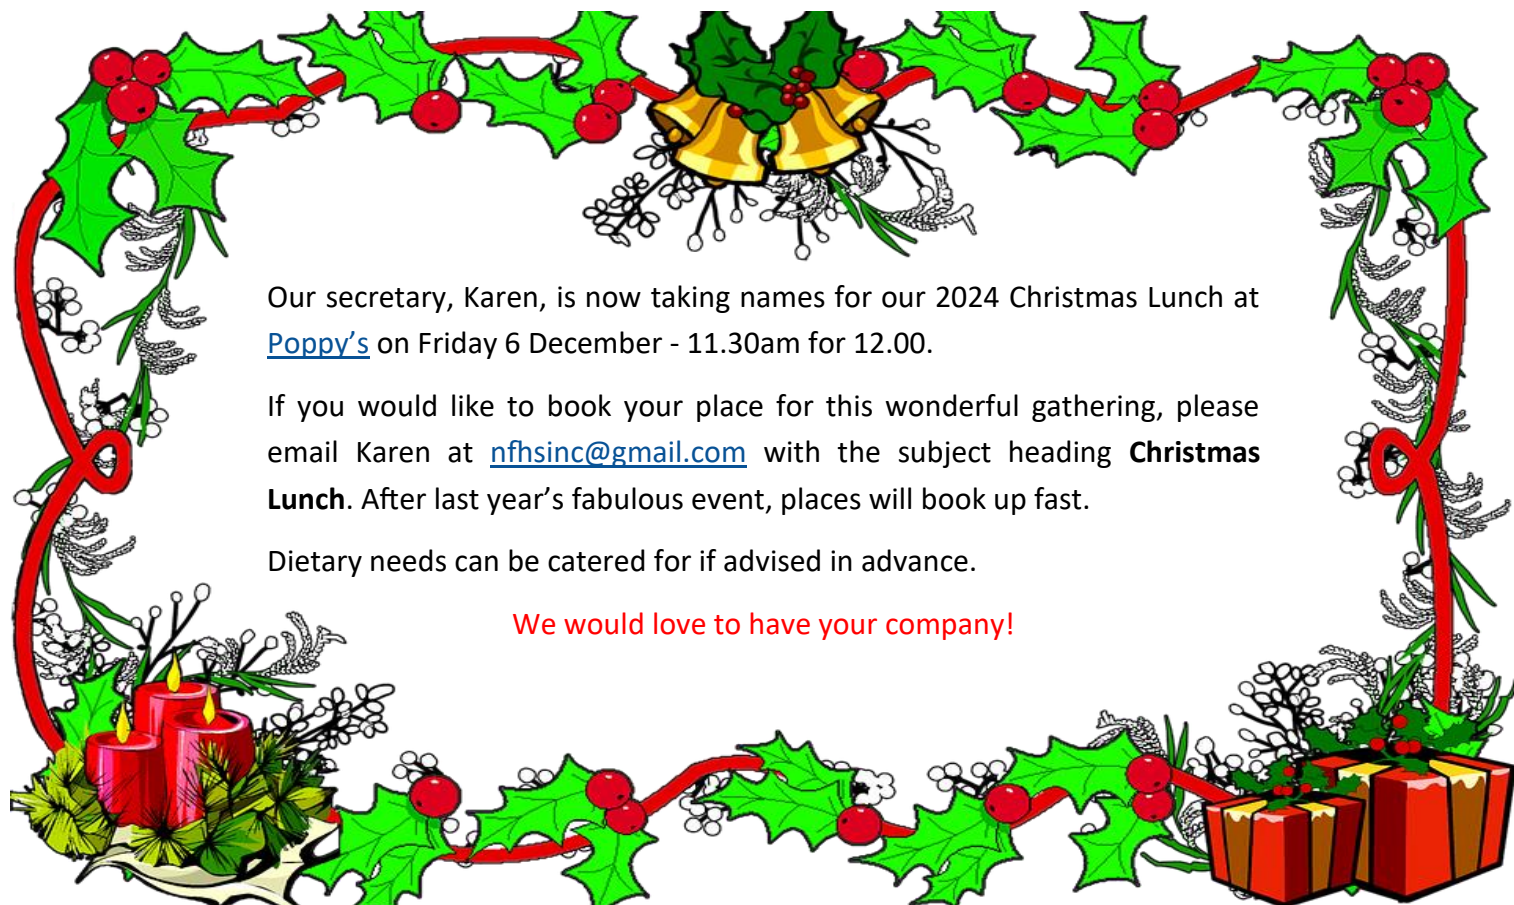 Our secretary, Karen, is now taking names for our 2024 Christmas Lunch at
Poppy’s on Friday 6 December - 11.30am for 12.00.
If you would like to book your place for this wonderful gathering, please
email Karen at nfhsinc@gmail.com with the subject heading Christmas
Lunch. After last year’s fabulous event, places will book up fast.
Dietary needs can be catered for if advised in advance.
We would love to have your company!